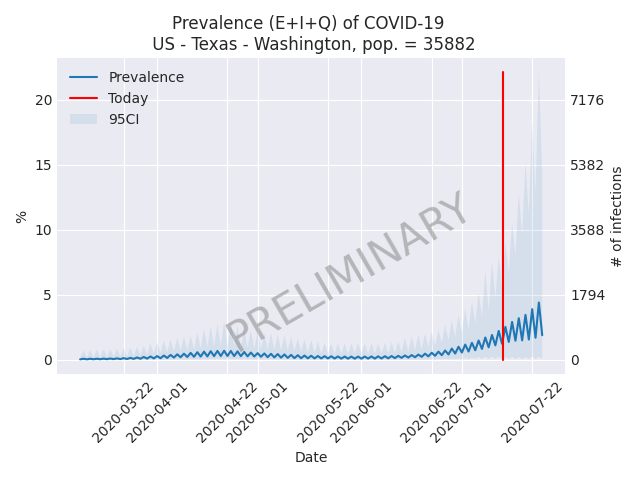 Prevalence (E+I+Q) of COVID-19
US - Texas - Washington, pop. = 35882
Prevalence
Today
95CI
20
15
10
5
0
%
7176
5382
3588
1794
0
# of infections
PRELIMINARY
2020-03-22
2020-04-01
2020-04-22
2020-05-01
2020-05-22
2020-06-01
2020-06-22
2020-07-01
2020-07-22
Date